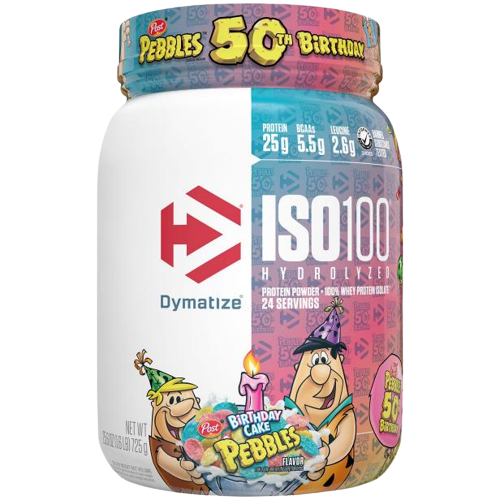 Post
PEBBLES 50TH BIRTHDAY
PROTEIN
25g
BCAAs
5.5g
LEUCINE
2.6g
ISO100®
HYDROLYZED
PROTEIN POWDER • 100% WHEY PROTEIN ISOLATE
24 SERVINGS
Dymatize®
Post
BIRTHDAY
CAKE
PEBBLES
FLAVOR
NET WT
PEBBLES
50TH
BIRTHDAY